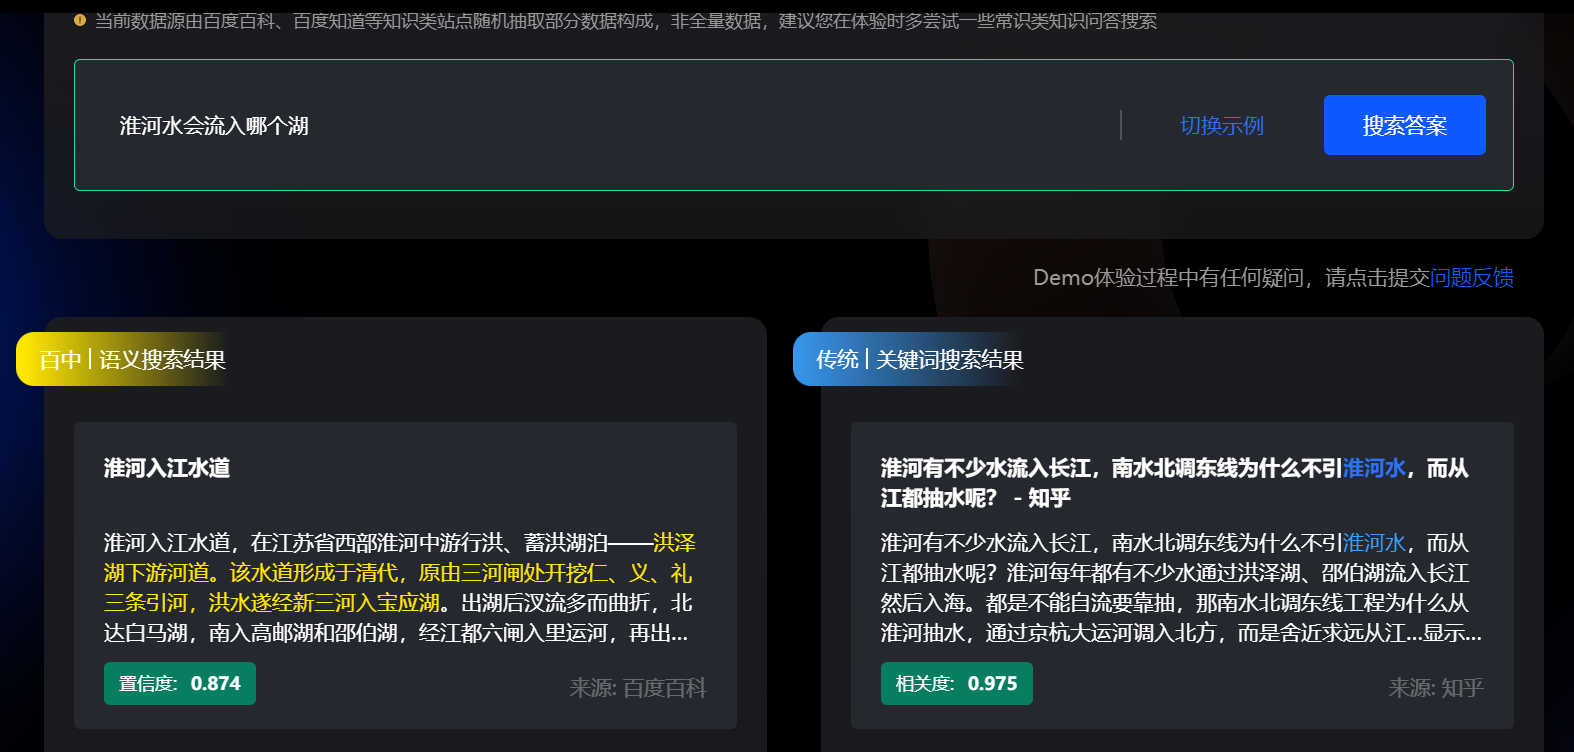 当前数据源由百度百科、百度知道等知识类站点随机抽取部分数据构成，非全量数据，建议您在体验时多尝试一些常识类知识问答搜索
淮河水会流入哪个湖
切换示例
搜索答案
Demo体验过程中有任何疑问，请点击提交问题反馈
百中 | 语义搜索结果
淮河入江水道
淮河入江水道，在江苏省西部淮河中游行洪、蓄洪湖泊——洪泽
湖下游河道。该水道形成于清代，原由三河闸处开挖仁、义、礼
三条引河，洪水遂经新三河入宝应湖。出湖后汊流多而曲折，北
达白马湖，南入高邮湖和邵伯湖，经江都六闸入里运河，再出...
置信度: 0.874
来源: 百度百科
传统 | 关键词搜索结果
淮河有不少水流入长江，南水北调东线为什么不引淮河水，而从
江都抽水呢？ - 知乎
淮河有不少水流入长江，南水北调东线为什么不引淮河水，而从
江都抽水呢？淮河每年都有不少水通过洪泽湖、邵伯湖流入长江
然后入海。都是不能自流要靠抽，那南水北调东线工程为什么从
淮河抽水，通过京杭大运河调入北方，而是舍近求远从江...显示...
相关度: 0.975
来源: 知乎